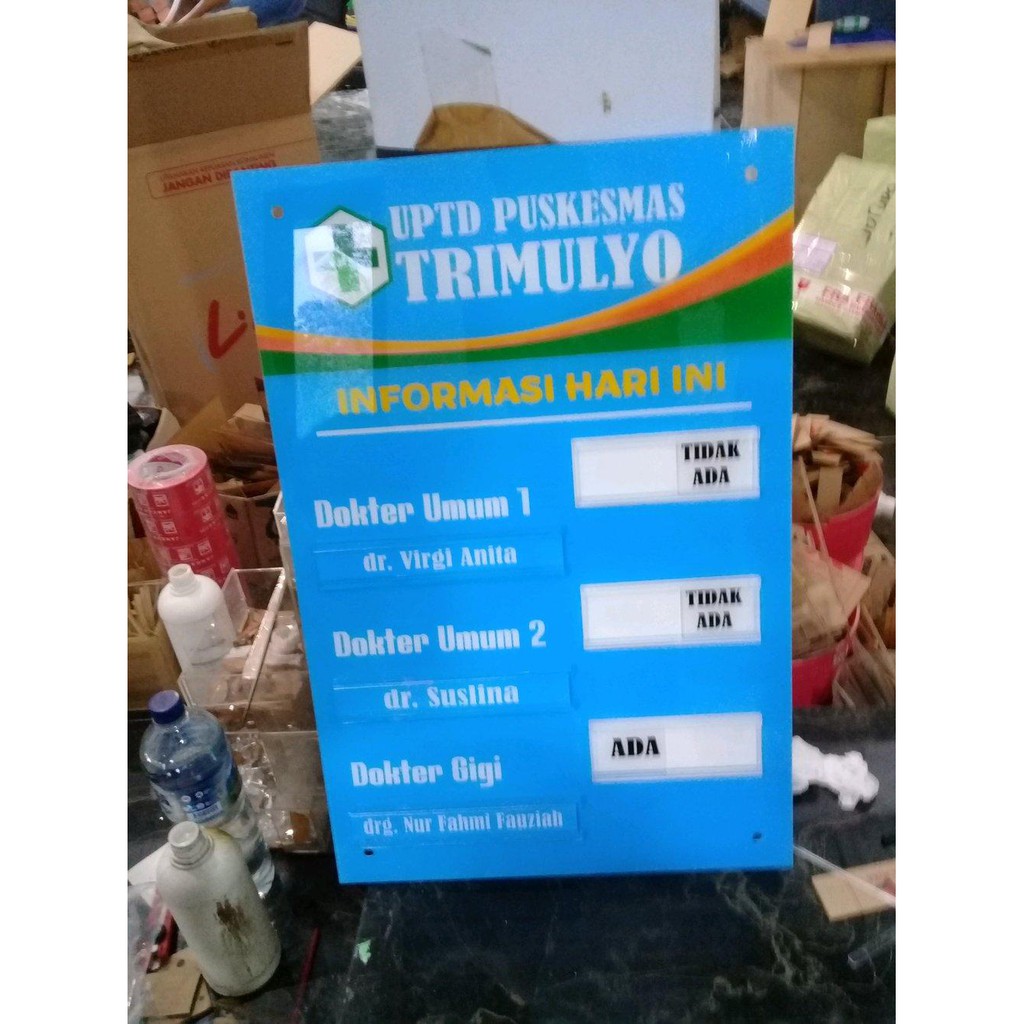 JANGAN DI
Li
UPTD PUSKESMAS
TRIMULYO
INFORMASI HARI INI
TIDAK
ADA
Dokter Umum 1
dr. Virgi Anita
TIDAK
ADA
Dokter Umum 2
dr. Suslina
ADA
Dokter Gigi
drg. Nur Fahmi Fauziah